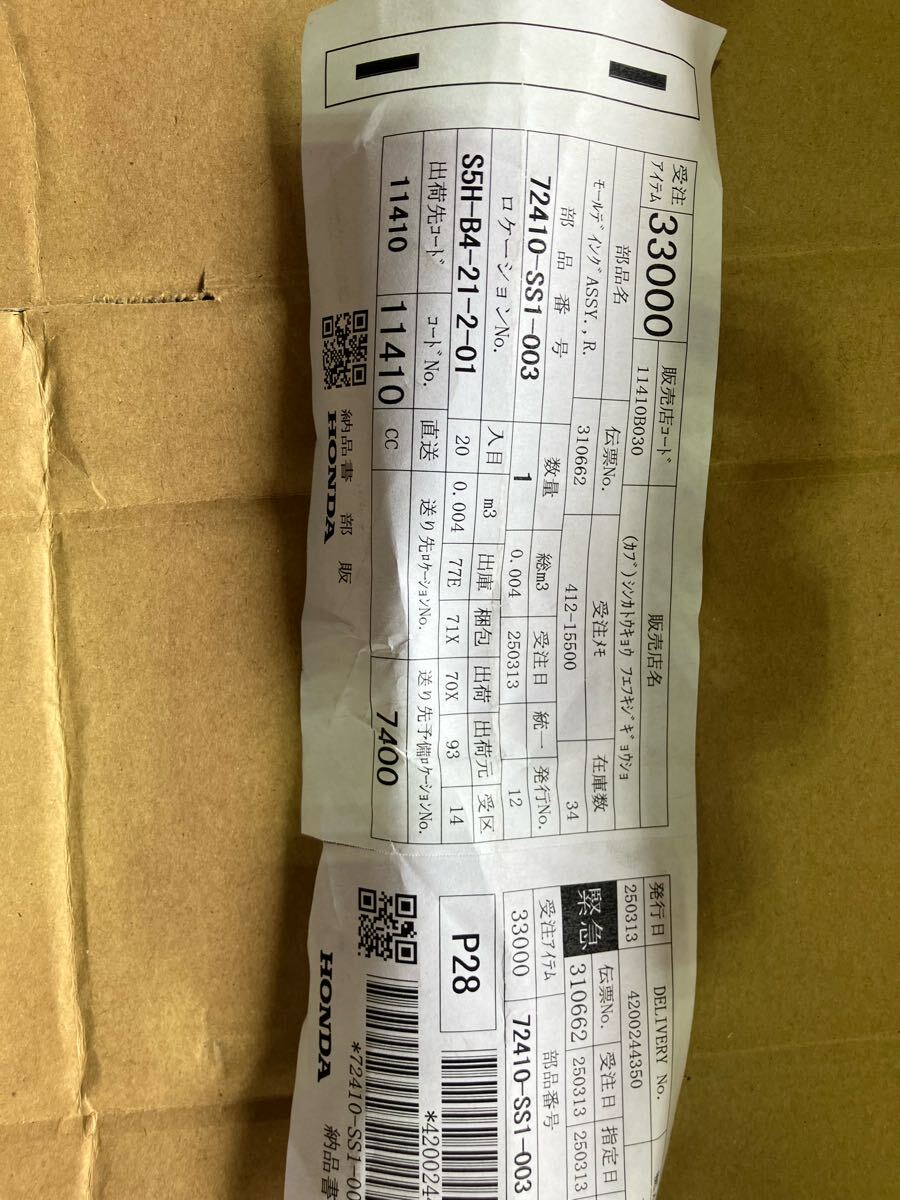 受注
アイテム
33000
販売店ｺｰﾄﾞ
11410B030
販売店名
(ｶﾌﾞ)ｼﾝｶﾄｳｷｮｳ ﾌｴﾌｷｼﾞｷﾞｮｳｼｮ
部品名
ﾓｰﾙﾃﾞｲﾝｸﾞASSY.,R.
伝票No.
310662
受注ﾒﾓ
412-15500
在庫数
34
部品番号
72410-SS1-003
数量
1
総m3
0.004
受注日
250313
統一
発行No.
12
ロケーションNo.
S5H-B4-21-2-01
入目
20
m3
0.004
出庫
77E
梱包
71X
出荷
70X
出荷元
93
受区
14
出荷先ｺｰﾄﾞ
11410
ｺｰﾄﾞNo.
11410
直送
CC
送り先ﾛｹｰｼｮﾝNo.
送り先予備ﾛｹｰｼｮﾝNo.
7400
納品書 部販
HONDA
発行日
250313
DELIVERY No.
4200244350
緊急
伝票No.
310662
受注日
250313
指定日
250313
受注ｱｲﾃﾑ
33000
部品番号
72410-SS1-003
P28
*420024
*72410-SS1-00
HONDA
納品書